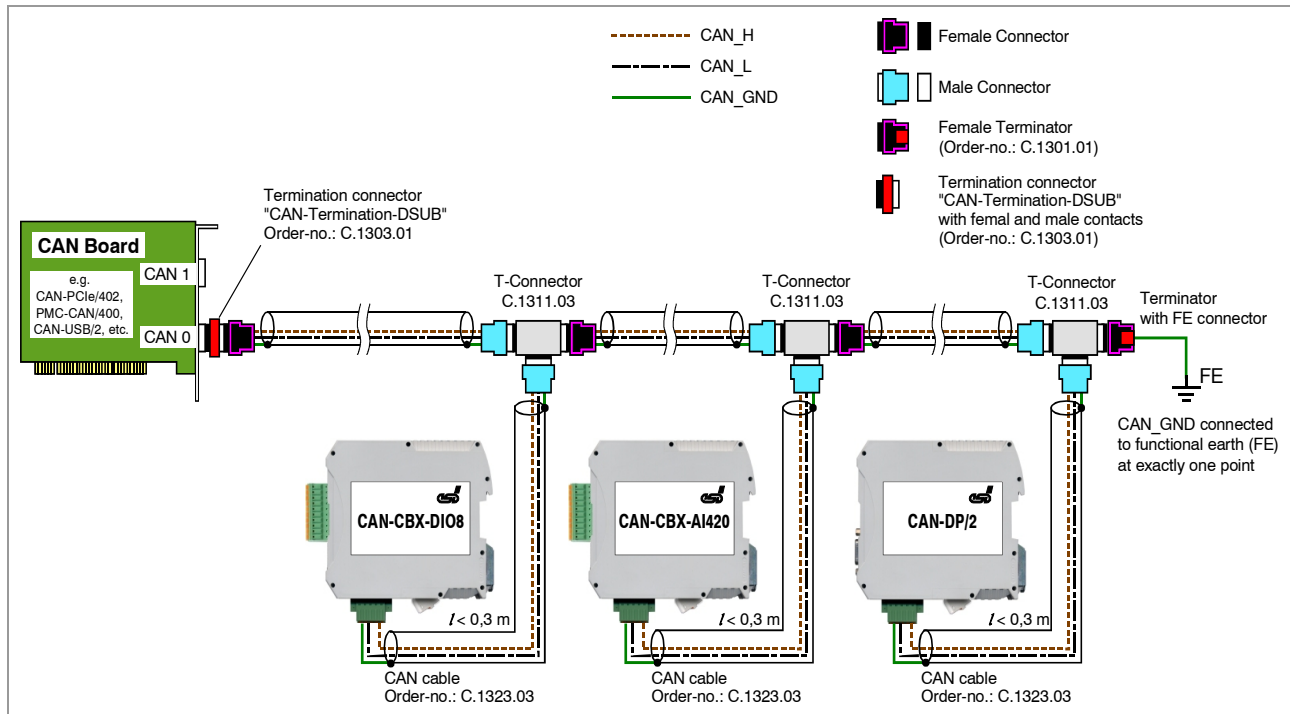 CAN_H
CAN_L
CAN_GND
Female Connector
Male Connector
Female Terminator
(Order-no.: C.1301.01)
Termination connector
"CAN-Termination-DSUB"
with femal and male contacts
(Order-no.: C.1303.01)
Termination connector
"CAN-Termination-DSUB"
Order-no.: C.1303.01
CAN Board
e.g.
CAN-PCIe/402,
PMC-CAN/400,
CAN-USB/2, etc.
CAN 1
CAN 0
T-Connector
C.1311.03
T-Connector
C.1311.03
T-Connector
C.1311.03
Terminator
with FE connector
FE
CAN_GND connected
to functional earth (FE)
at exactly one point
esd
CAN-CBX-DIO8
esd
CAN-CBX-AI420
esd
CAN-DP/2
l < 0,3 m
l < 0,3 m
l < 0,3 m
CAN cable
Order-no.: C.1323.03
CAN cable
Order-no.: C.1323.03
CAN cable
Order-no.: C.1323.03